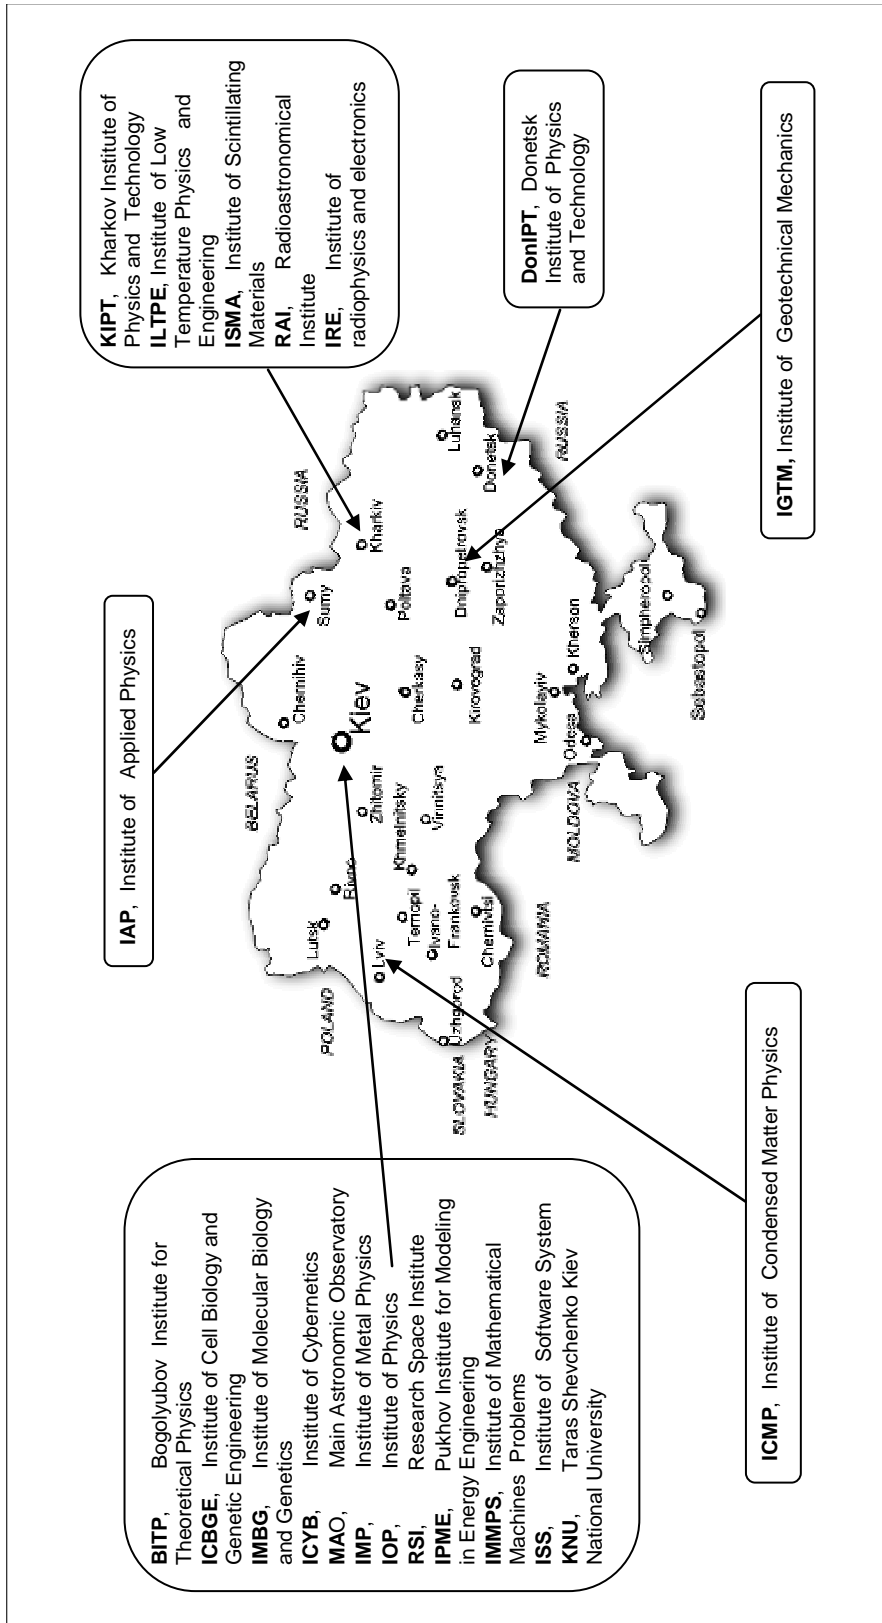 BITP, Bogolyubov Institute for
Theoretical Physics
ICBGE, Institute of Cell Biology and
Genetic Engineering
IMBG, Institute of Molecular Biology
and Genetics
ICYB, Institute of Cybernetics
MAO, Main Astronomic Observatory
IMP, Institute of Metal Physics
IOP, Institute of Physics
RSI, Research Space Institute
IPME, Pukhov Institute for Modeling
in Energy Engineering
IMMPS, Institute of Mathematical
Machines Problems
ISS, Institute of Software System
KNU, Taras Shevchenko Kiev
National University
IAP, Institute of Applied Physics
KIPT, Kharkov Institute of
Physics and Technology
ILTPE, Institute of Low
Temperature Physics and
Engineering
ISMA, Institute of Scintillating
Materials
RAI, Radioastronomical
Institute
IRE, Institute of
radiophysics and electronics
DonIPT, Donetsk
Institute of Physics
and Technology
IGTM, Institute of Geotechnical Mechanics
ICMP, Institute of Condensed Matter Physics
BELARUS
RUSSIA
POLAND
SLOVAKIA
HUNGARY
ROMANIA
MOLDOVA
RUSSIA
Chernihiv
Sumy
Lutsk
Rivne
Kiev
Zhitomir
Kharkiv
Lviv
Ternopil
Khmelnitsky
Vinnitsya
Cherkasy
Poltava
Luhansk
Uzhgorod
Ivano-
Frankovsk
Chernivtsi
Kirovograd
Dnipropetrovsk
Donetsk
Zaporizhzhya
Mykolayiv
Odesa
Kherson
Simpheropoli
Sebastopol